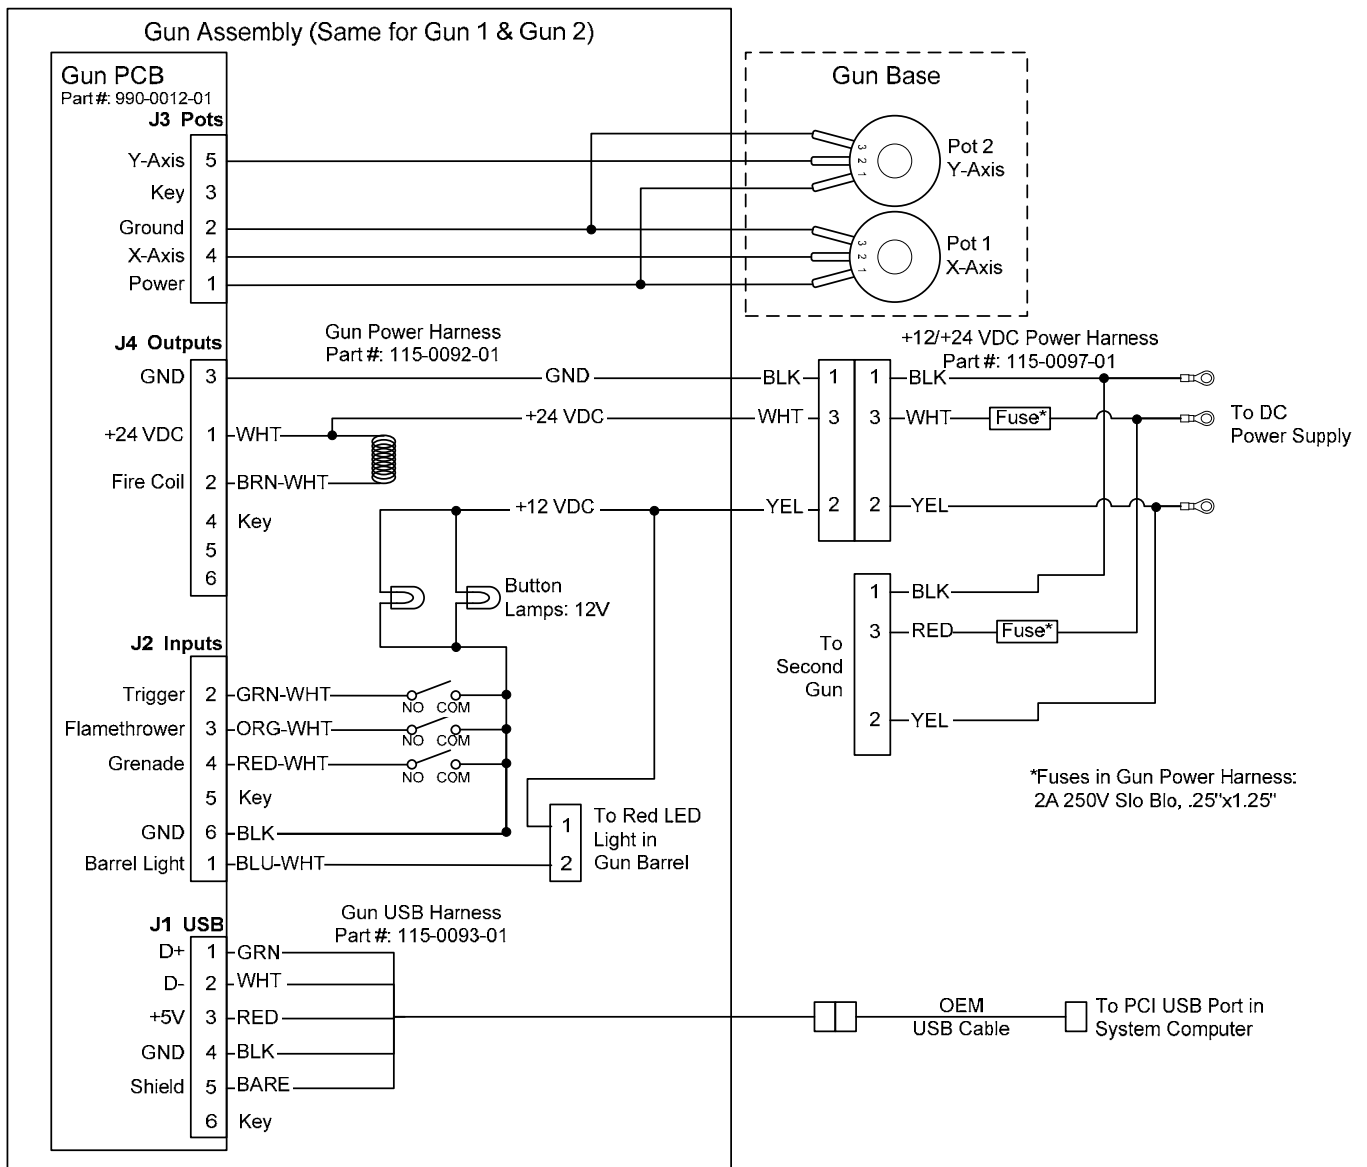 Gun Assembly (Same for Gun 1 & Gun 2)
Gun PCB
Part#: 990-0012-01
J3 Pots
Y-Axis 5
Key 3
Ground 2
X-Axis 4
Power 1
Gun Base
3
2
1
Pot 2
Y-Axis
3
2
1
Pot 1
X-Axis
J4 Outputs
Gun Power Harness
Part #: 115-0092-01
+12/+24 VDC Power Harness
Part #: 115-0097-01
GND 3 GND BLK 1 1 BLK
+24 VDC WHT 3 3 WHT Fuse*
To DC
Power Supply
+24 VDC 1 WHT
Fire Coil 2 BRN-WHT
+12 VDC YEL 2 2 YEL
4 Key
5
6
Button
Lamps: 12V
1 BLK
3 RED Fuse*
To
Second
Gun
2 YEL
J2 Inputs
Trigger 2 GRN-WHT NO COM
Flamethrower 3 ORG-WHT NO COM
Grenade 4 RED-WHT NO COM
5 Key
GND 6 BLK
Barrel Light 1 BLU-WHT
1
2
To Red LED
Light in
Gun Barrel
*Fuses in Gun Power Harness:
2A 250V Slo Blo, .25"x1.25"
J1 USB
Gun USB Harness
Part #: 115-0093-01
D+ 1 GRN
D- 2 WHT
+5V 3 RED
GND 4 BLK
Shield 5 BARE
6 Key
OEM
USB Cable
To PCI USB Port in
System Computer